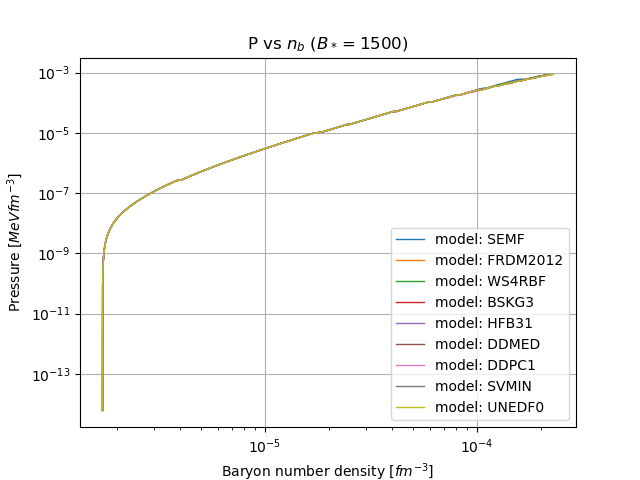 P vs $n_b$ ($B_* = 1500$)
Pressure [$MeVfm^{-3}$]
10⁻³
10⁻⁵
10⁻⁷
10⁻⁹
10⁻¹¹
10⁻¹³
model: SEMF
model: FRDM2012
model: WS4RBF
model: BSKG3
model: HFB31
model: DDMED
model: DDPC1
model: SVMIN
model: UNEDF0
10⁻⁵ 10⁻⁴
Baryon number density [$fm^{-3}$]